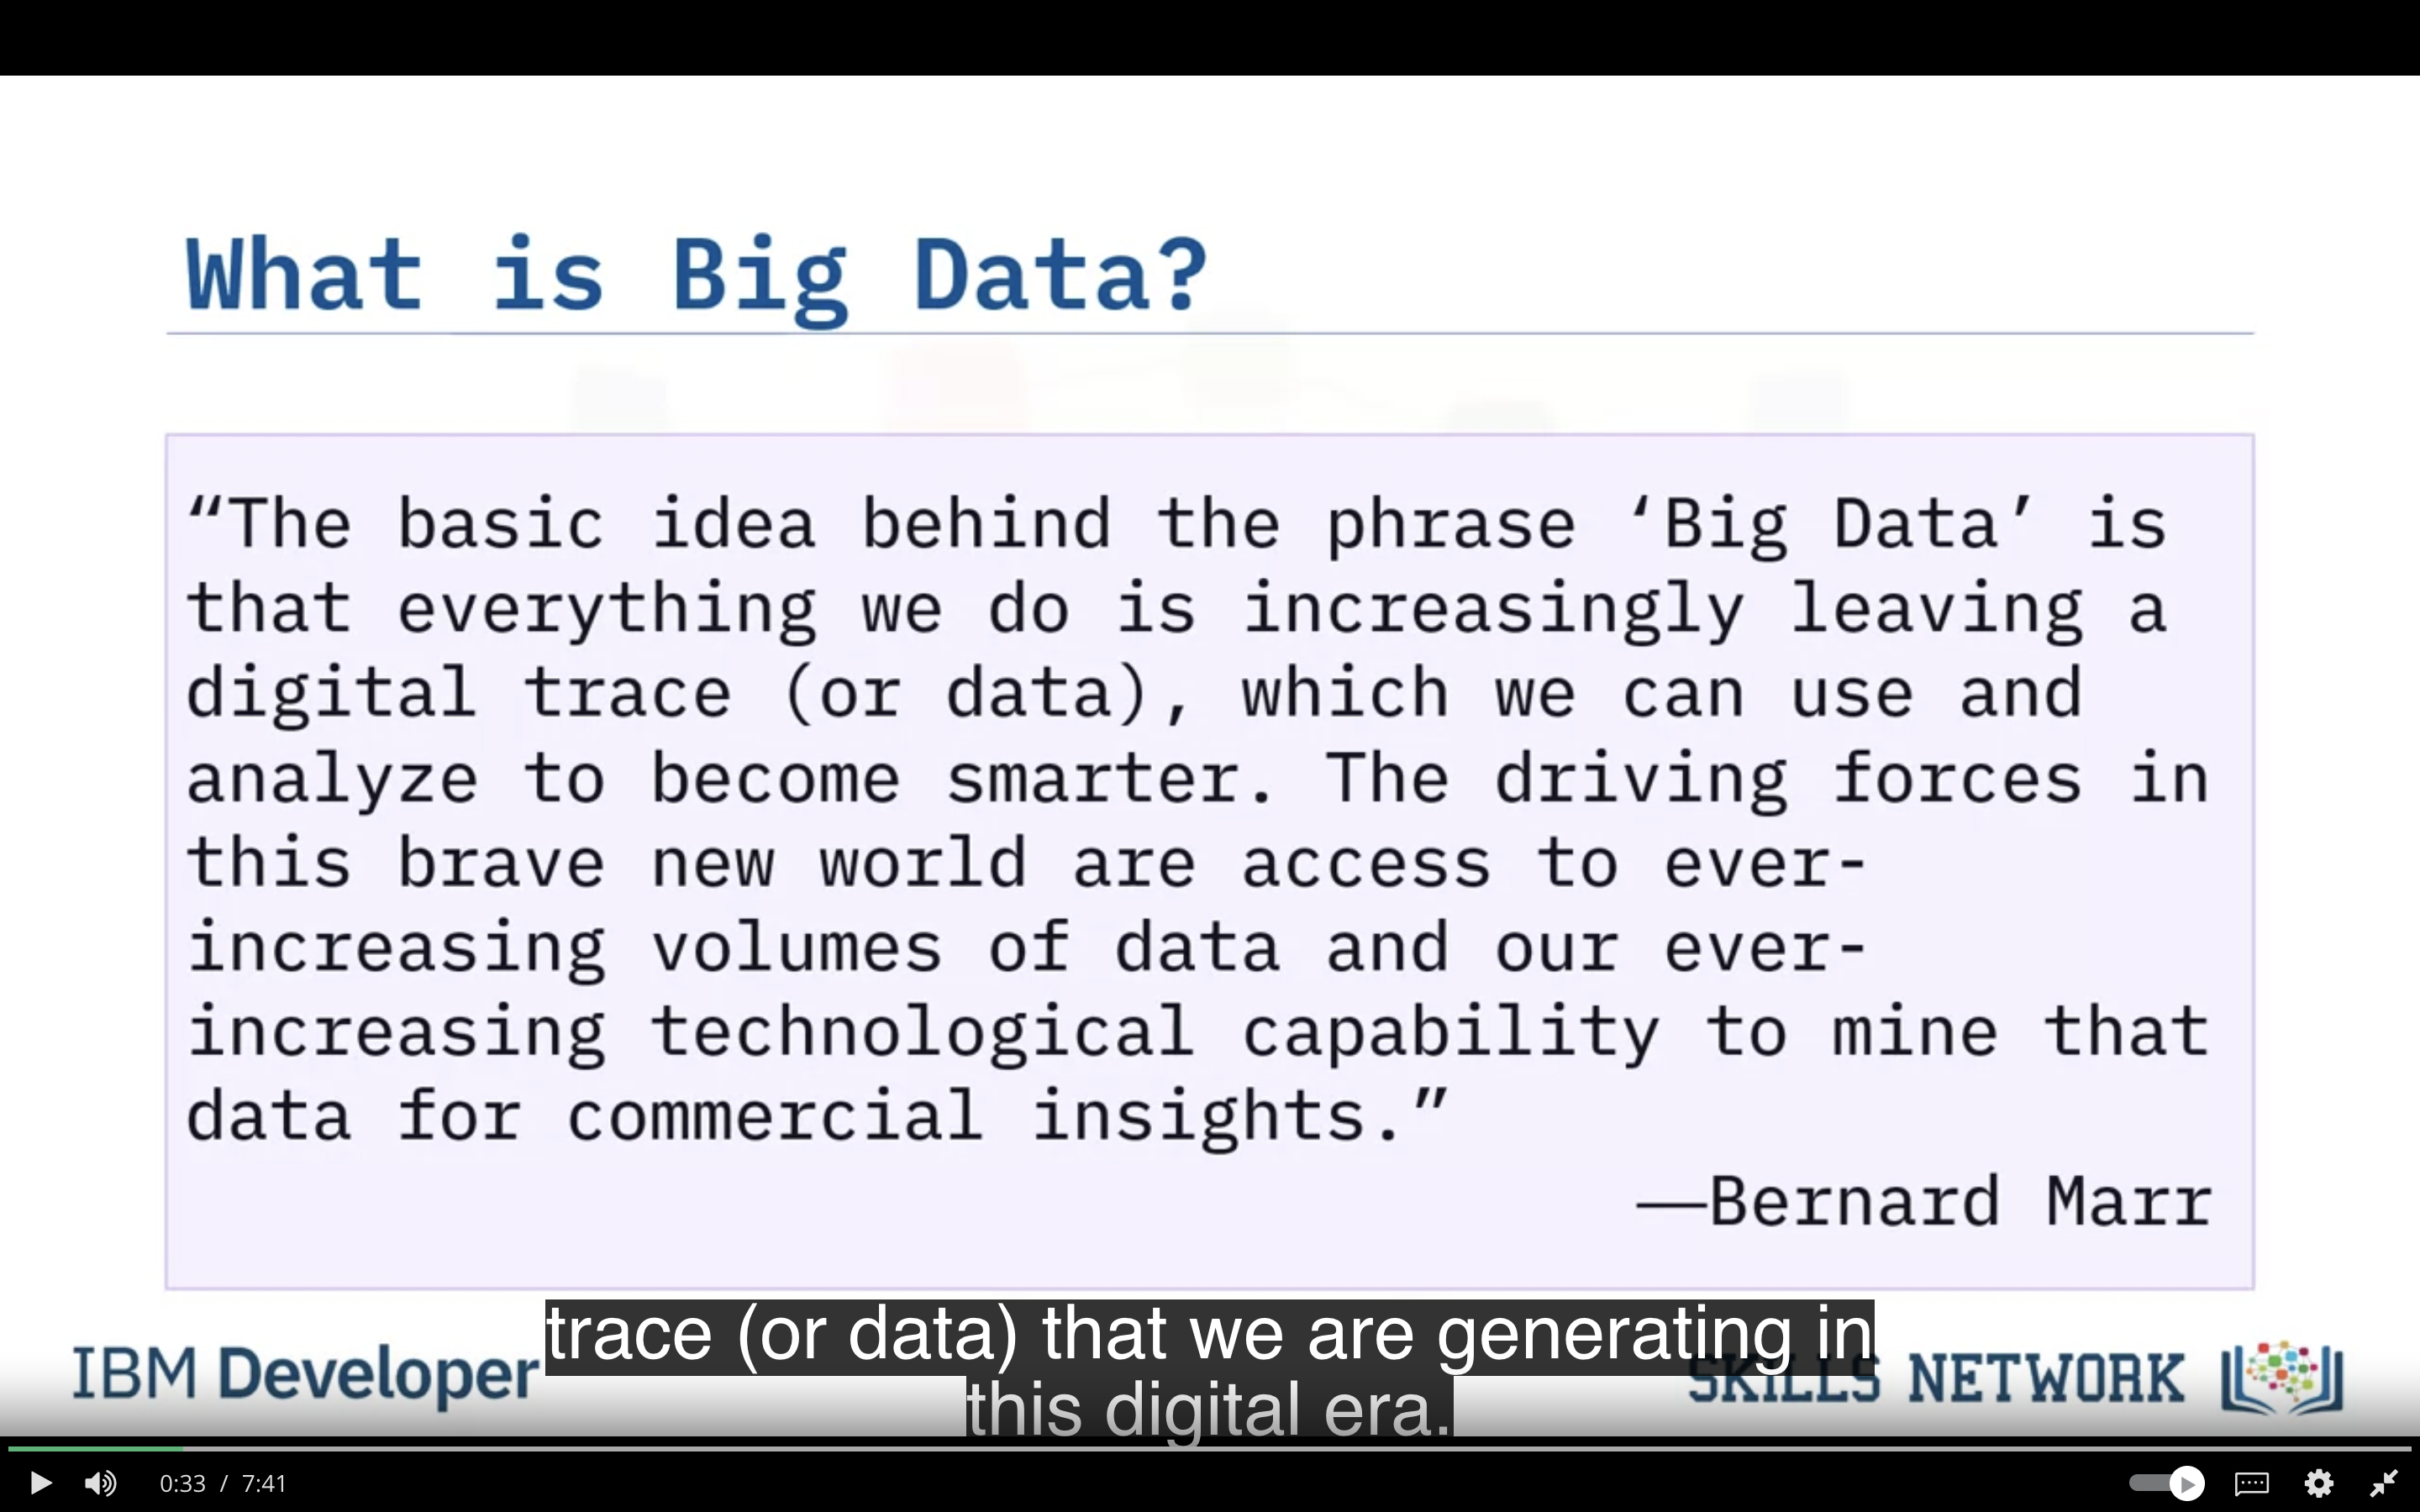 What is Big Data?
“The basic idea behind the phrase ‘Big Data’ is
that everything we do is increasingly leaving a
digital trace (or data), which we can use and
analyze to become smarter. The driving forces in
this brave new world are access to ever-
increasing volumes of data and our ever-
increasing technological capability to mine that
data for commercial insights.”
—Bernard Marr
trace (or data) that we are generating in
this digital era.
IBM Developer
SKILLS NETWORK
0:33 / 7:41